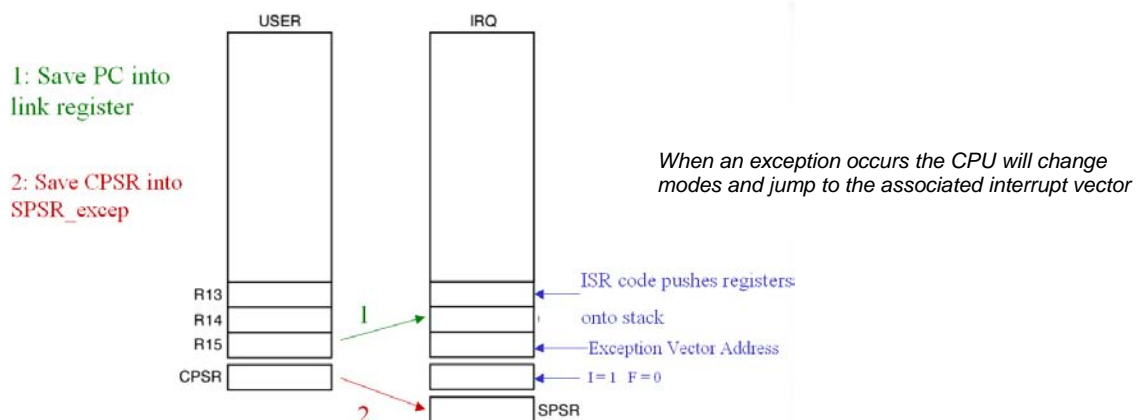 USER
IRQ
1: Save PC into
link register
2: Save CPSR into
SPSR_excep
When an exception occurs the CPU will change
modes and jump to the associated interrupt vector
R13
ISR code pushes registers
R14
1
onto stack
R15
Exception Vector Address
CPSR
I=1 F=0
2
SPSR